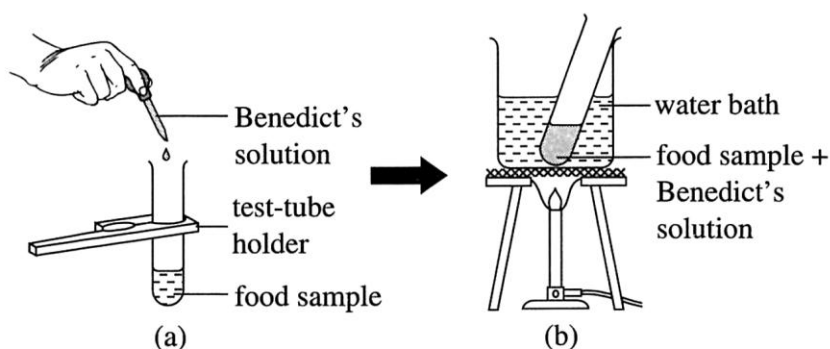 Benedict's
solution
test-tube
holder
food sample
(a)
water bath
food sample +
Benedict's
solution
(b)